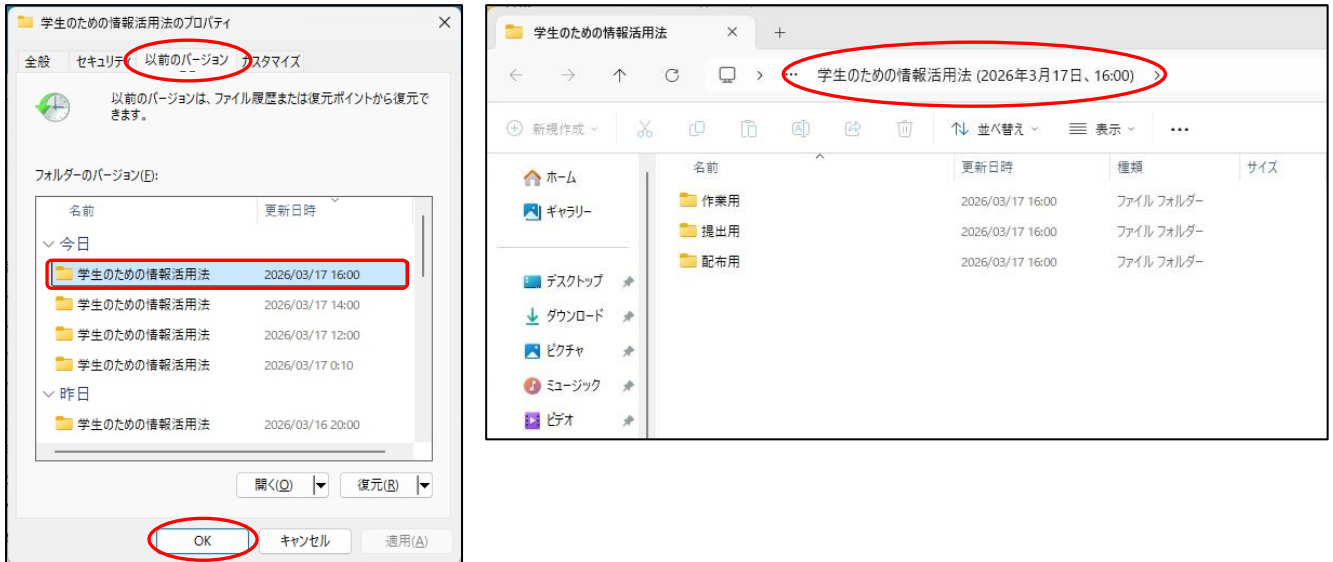 学生のための情報活用法のプロパティ
全般 セキュリティ 以前のバージョン カスタマイズ
以前のバージョンは、ファイル履歴または復元ポイントから復元で
きます。
フォルダーのバージョン(F):
名前 更新日時
今日
学生のための情報活用法 2026/03/17 16:00
学生のための情報活用法 2026/03/17 14:00
学生のための情報活用法 2026/03/17 12:00
学生のための情報活用法 2026/03/17 0:10
昨日
学生のための情報活用法 2026/03/16 20:00
開く(O) 復元(R)
OK キャンセル 適用(A)
学生のための情報活用法
… 学生のための情報活用法 (2026年3月17日、16:00)
新規作成 並べ替え 表示 …
ホーム
ギャラリー
デスクトップ
ダウンロード
ピクチャ
ミュージック
ビデオ
名前 更新日時 種類 サイズ
作業用 2026/03/17 16:00 ファイル フォルダー
提出用 2026/03/17 16:00 ファイル フォルダー
配布用 2026/03/17 16:00 ファイル フォルダー